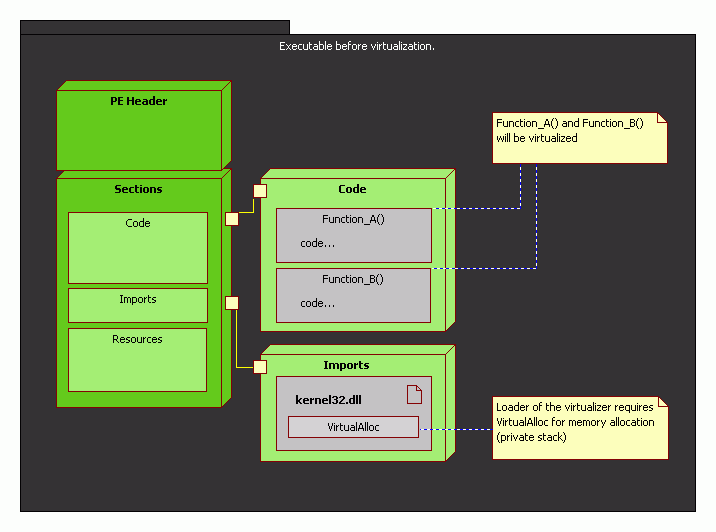 Executable before virtualization.
PE Header
Function_A() and Function_B()
will be virtualized
Sections
Code
Code
Function_A()
code...
Imports
Function_B()
code...
Resources
Imports
kernel32.dll
VirtualAlloc
Loader of the virtualizer requires
VirtualAlloc for memory allocation
(private stack)